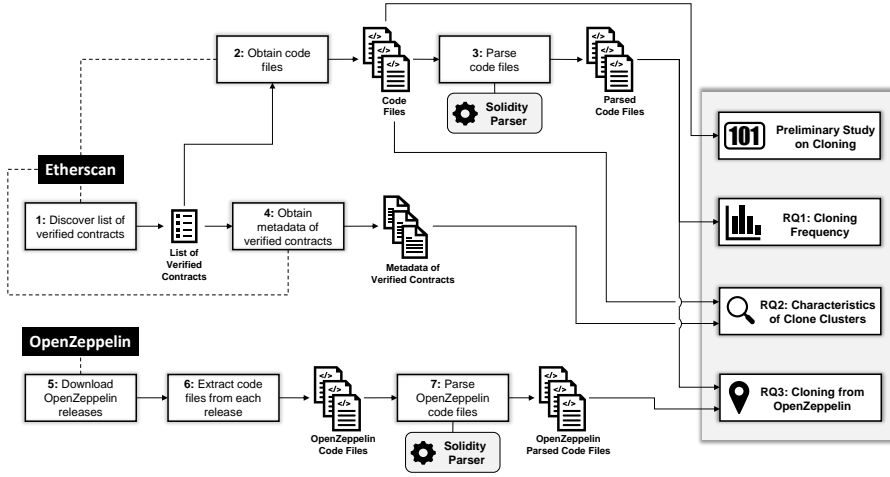 2: Obtain code
files
3: Parse
code files
Code
Files
Solidity
Parser
Parsed
Code Files
101
Preliminary Study
on Cloning
Etherscan
1: Discover list of
verified contracts
List of
Verified
Contracts
4: Obtain
metadata of
verified contracts
Metadata of
Verified Contracts
RQ1: Cloning
Frequency
RQ2: Characteristics
of Clone Clusters
OpenZeppelin
5: Download
OpenZeppelin
releases
6: Extract code
files from each
release
OpenZeppelin
Code Files
7: Parse
OpenZeppelin
code files
Solidity
Parser
OpenZeppelin
Parsed Code Files
RQ3: Cloning from
OpenZeppelin